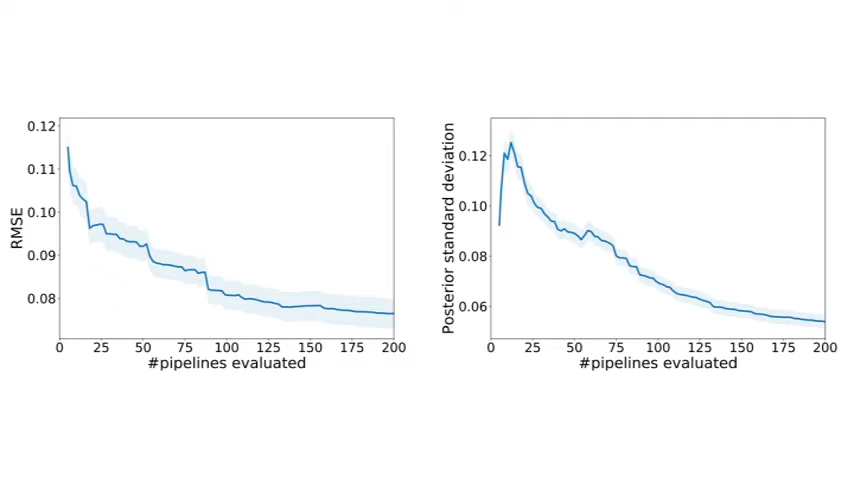 RMSE
0.12
0.11
0.10
0.09
0.08
0 25 50 75 100 125 150 175 200
#pipelines evaluated
Posterior standard deviation
0.12
0.10
0.08
0.06
0 25 50 75 100 125 150 175 200
#pipelines evaluated